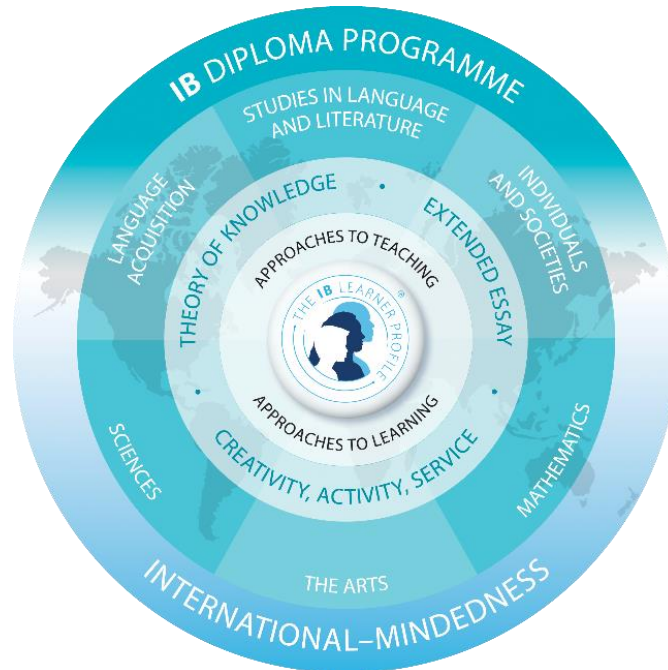 IB DIPLOMA PROGRAMME
STUDIES IN LANGUAGE
AND LITERATURE
LANGUAGE
ACQUISITION
INDIVIDUALS
AND SOCIETIES
THEORY OF KNOWLEDGE
•
EXTENDED ESSAY
APPROACHES TO TEACHING
THE IB LEARNER PROFILE
®
APPROACHES TO LEARNING
•
CREATIVITY, ACTIVITY, SERVICE
•
SCIENCES
MATHEMATICS
THE ARTS
INTERNATIONAL–MINDEDNESS